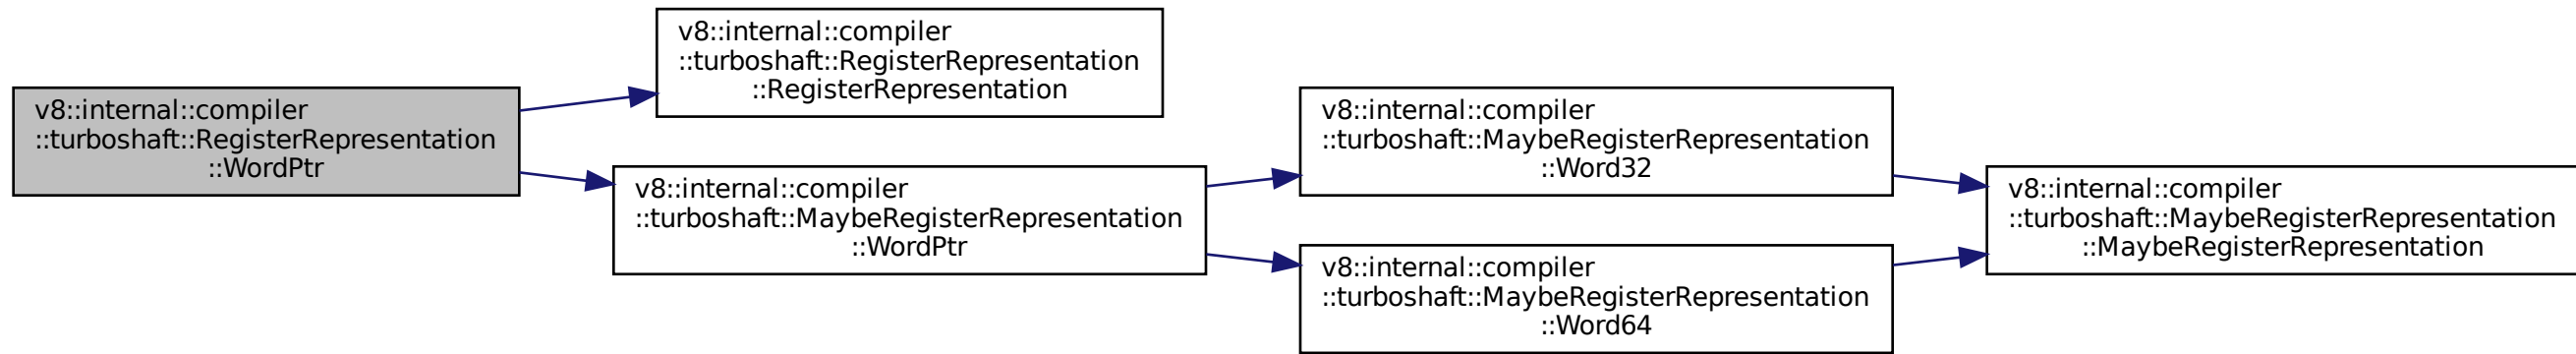 v8::internal::compiler
::turboshaft::RegisterRepresentation
::WordPtr
v8::internal::compiler
::turboshaft::RegisterRepresentation
::RegisterRepresentation
v8::internal::compiler
::turboshaft::MaybeRegisterRepresentation
::WordPtr
v8::internal::compiler
::turboshaft::MaybeRegisterRepresentation
::Word32
v8::internal::compiler
::turboshaft::MaybeRegisterRepresentation
::Word64
v8::internal::compiler
::turboshaft::MaybeRegisterRepresentation
::MaybeRegisterRepresentation